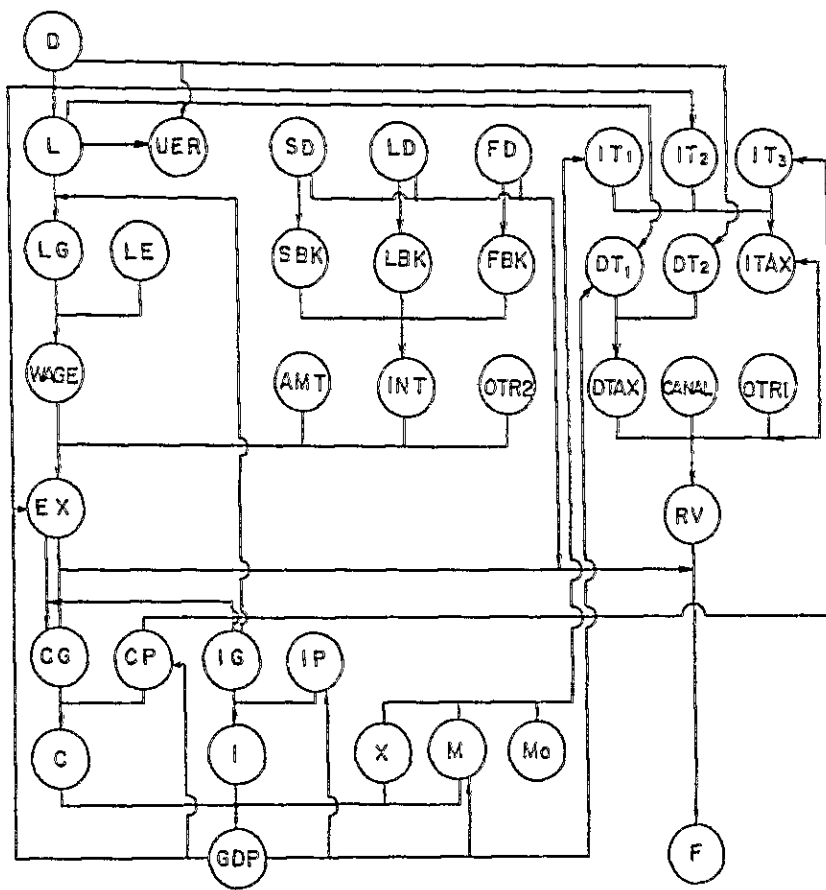 D
L UER SD LD FD IT₁ IT₂ IT₃
LG LE SBK LBK FBK DT₁ DT₂ ITAX
WAGE AMT INT OTR2 DTAX CANAL OTR1
EX RV
CG CP IG IP
C I X M Mo
GDP F